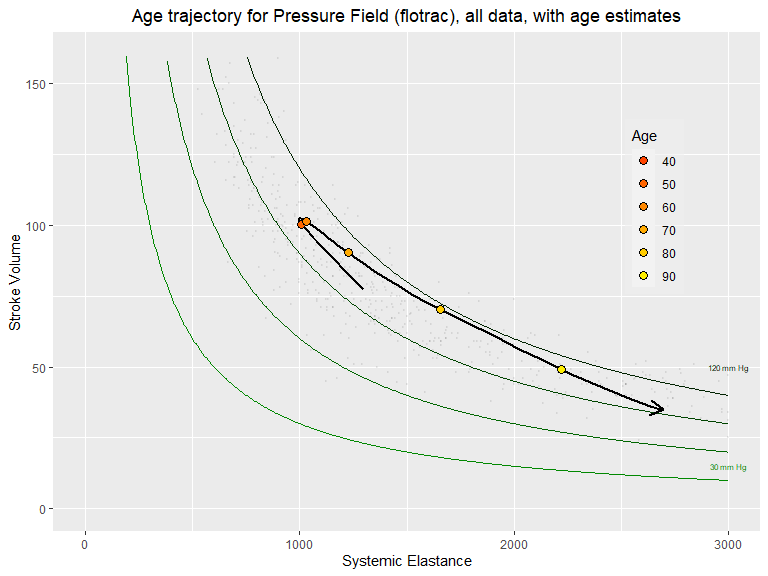 Age trajectory for Pressure Field (flotrac), all data, with age estimates
150
100
50
0
Stroke Volume
Age
40
50
60
70
80
90
120 mm Hg
30 mm Hg
0
1000
2000
3000
Systemic Elastance